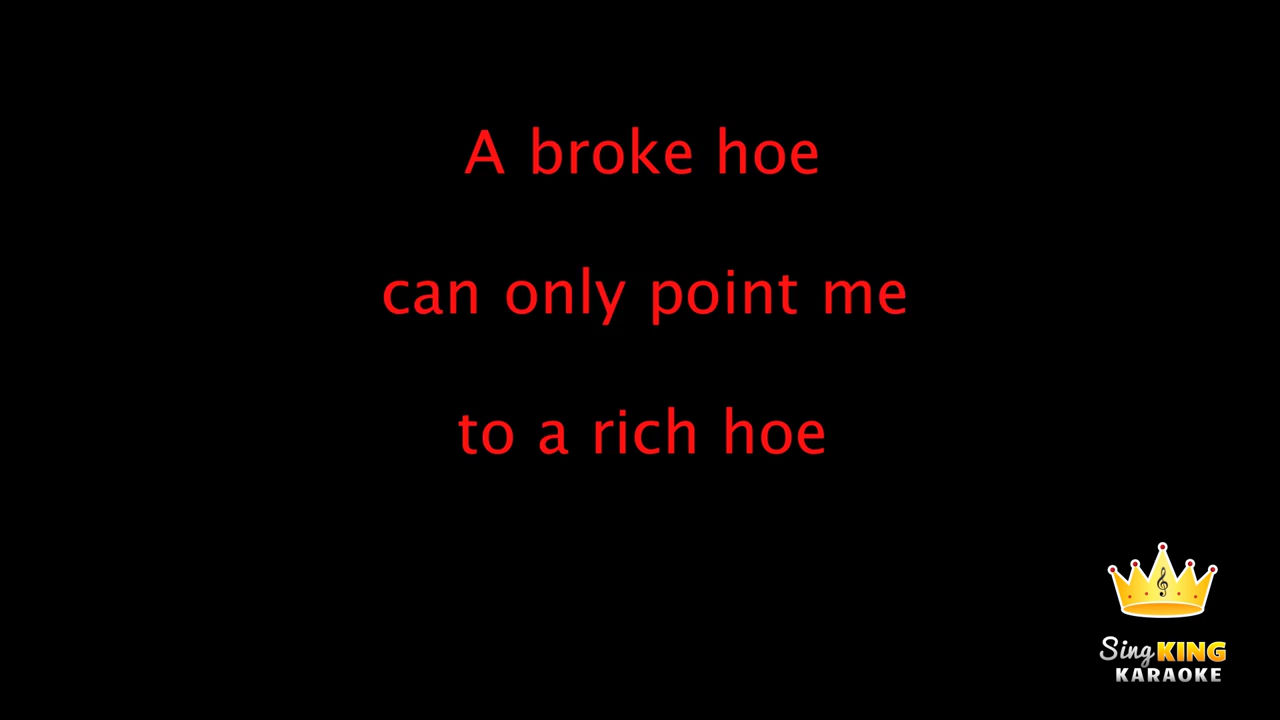 A broke hoe
can only point me
to a rich hoe
Sing KING
KARAOKE